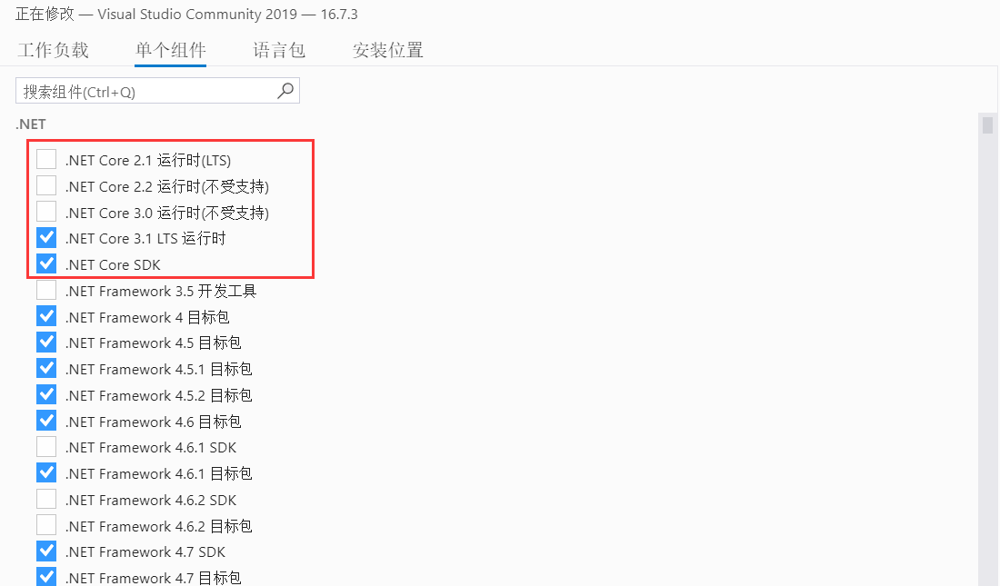 正在修改 — Visual Studio Community 2019 — 16.7.3
工作负载 单个组件 语言包 安装位置
搜索组件(Ctrl+Q)
.NET
.NET Core 2.1 运行时(LTS)
.NET Core 2.2 运行时(不受支持)
.NET Core 3.0 运行时(不受支持)
.NET Core 3.1 LTS 运行时
.NET Core SDK
.NET Framework 3.5 开发工具
.NET Framework 4 目标包
.NET Framework 4.5 目标包
.NET Framework 4.5.1 目标包
.NET Framework 4.5.2 目标包
.NET Framework 4.6 目标包
.NET Framework 4.6.1 SDK
.NET Framework 4.6.1 目标包
.NET Framework 4.6.2 SDK
.NET Framework 4.6.2 目标包
.NET Framework 4.7 SDK
.NET Framework 4.7 目标包